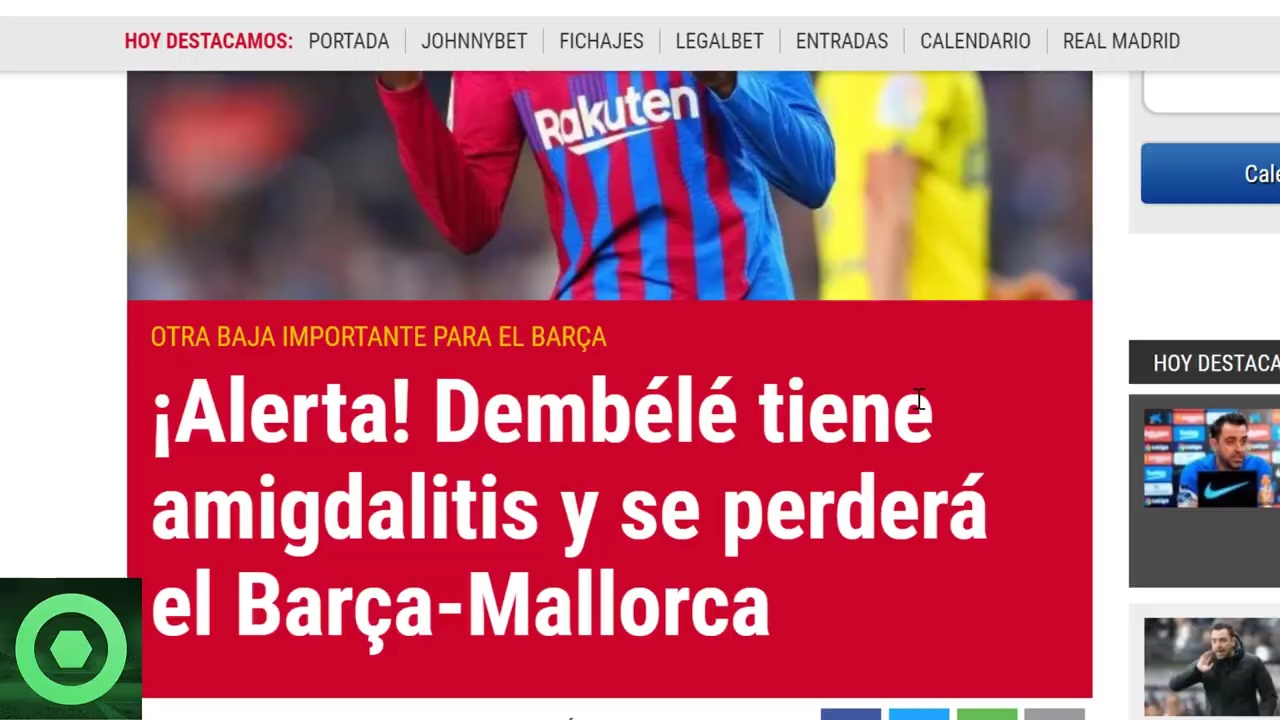 HOY DESTACAMOS: PORTADA JOHNNYBET FICHAJES LEGALBET ENTRADAS CALENDARIO REAL MADRID
Rakuten
Cale
OTRA BAJA IMPORTANTE PARA EL BARÇA
HOY DESTACA
¡Alerta! Dembélé tiene
amigdalitis y se perderá
el Barça-Mallorca